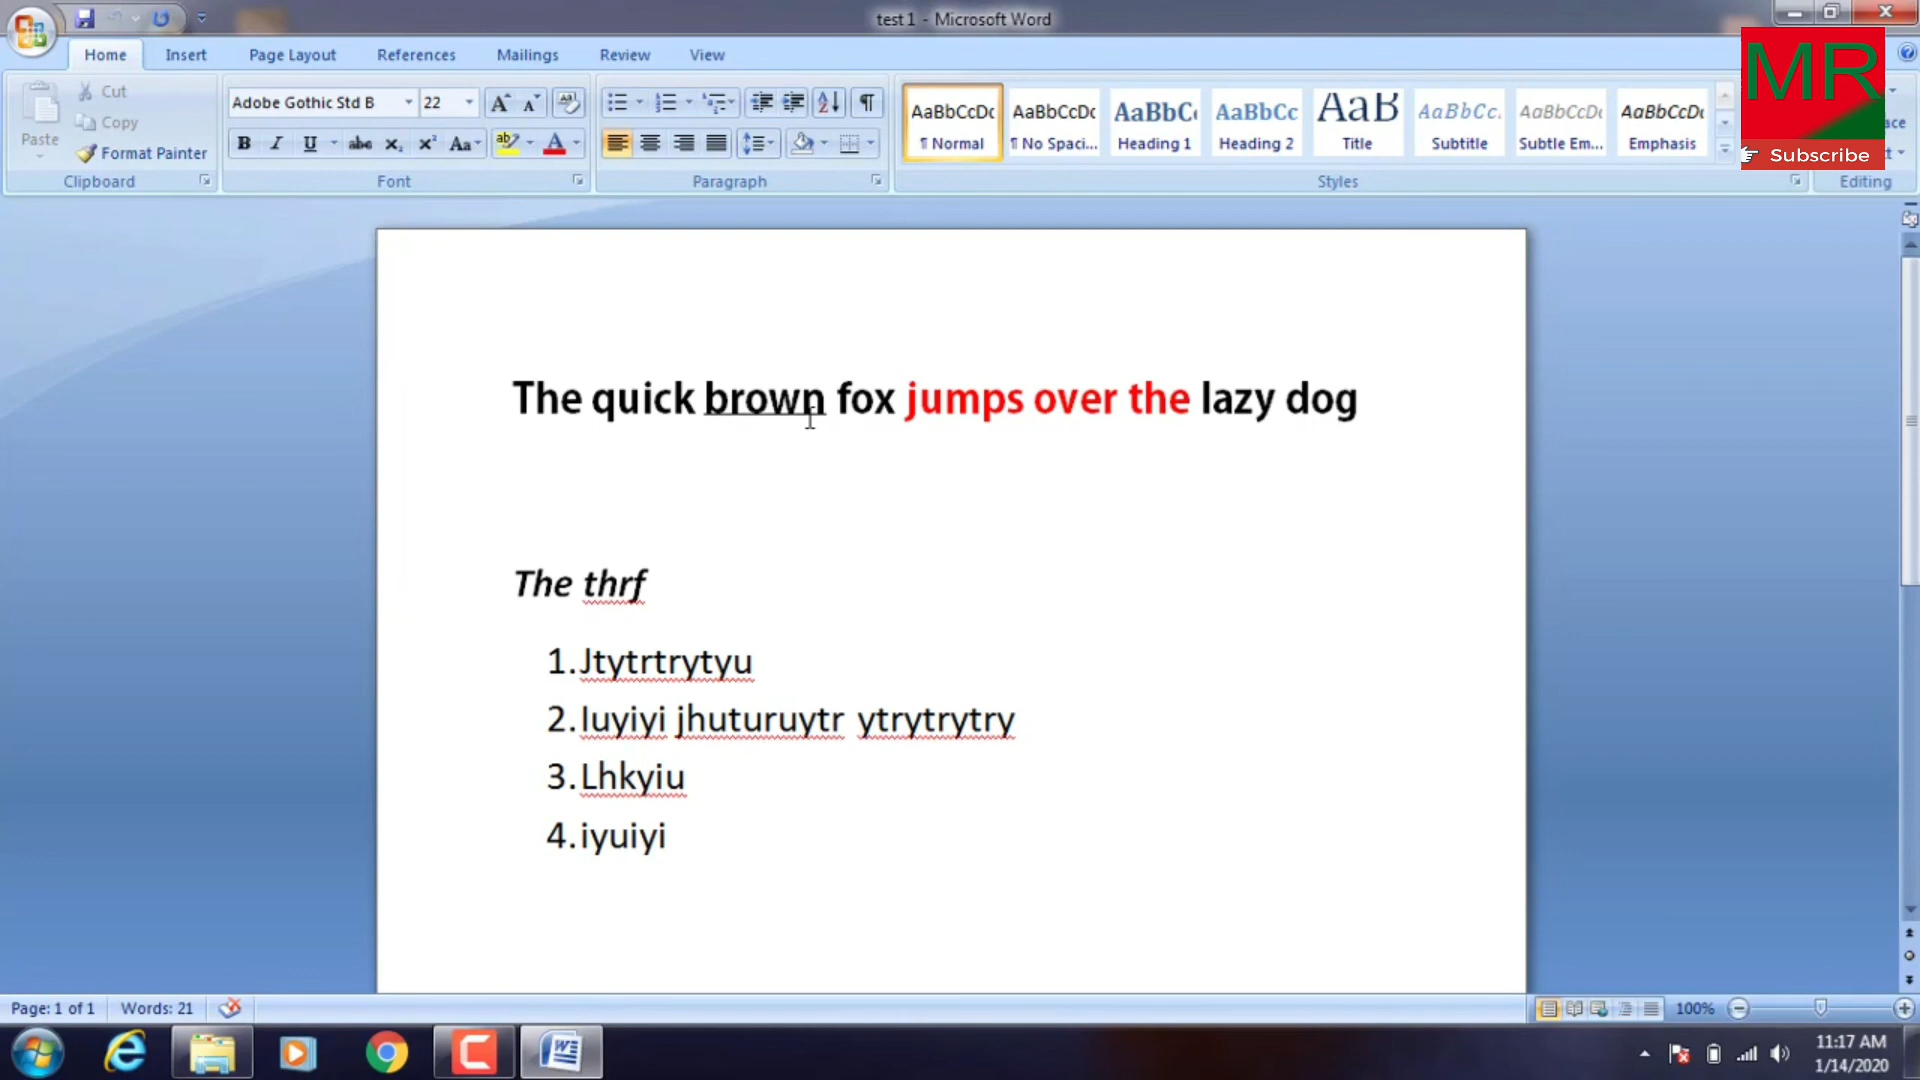 test 1 - Microsoft Word
Home Insert Page Layout References Mailings Review View
MR
Subscribe
Paste
Cut
Copy
Format Painter
Clipboard
Adobe Gothic Std B 22
B I U abc x₂ x² Aa
Font
Paragraph
AaBbCcDc AaBbCcDc AaBbC AaBbCc AaB AaBbCc. AaBbCcDc AaBbCcDc
¶ Normal ¶ No Spaci... Heading 1 Heading 2 Title Subtitle Subtle Em... Emphasis
Styles
Editing
The quick brown fox jumps over the lazy dog
The thrf
1. Jtytrtrytyu
2. Iuyiyi jhuturuytr ytrytrytry
3. Lhkyiu
4. iyuiyi
Page: 1 of 1 Words: 21 100%
11:17 AM
1/14/2020